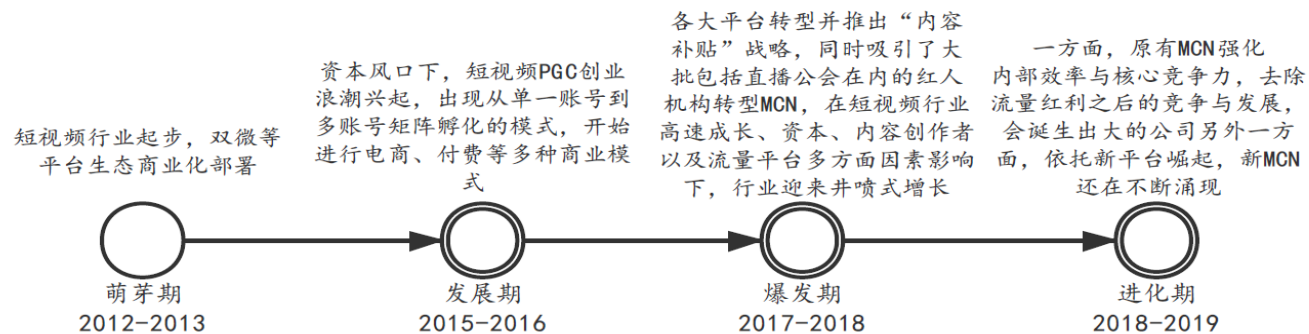 短视频行业起步，双微等
平台生态商业化部署
资本风口下，短视频PGC创业
浪潮兴起，出现从单一账号到
多账号矩阵孵化的模式，开始
进行电商、付费等多种商业模
式
各大平台转型并推出“内容
补贴”战略，同时吸引了大
批包括直播公会在内的红人
机构转型MCN，在短视频行业
高速成长、资本、内容创作者
以及流量平台多方面因素影响
下，行业迎来井喷式增长
一方面，原有MCN强化
内部效率与核心竞争力，去除
流量红利之后的竞争与发展，
会诞生出大的公司另外一方
面，依托新平台崛起，新MCN
还在不断涌现
萌芽期
2012-2013
发展期
2015-2016
爆发期
2017-2018
进化期
2018-2019